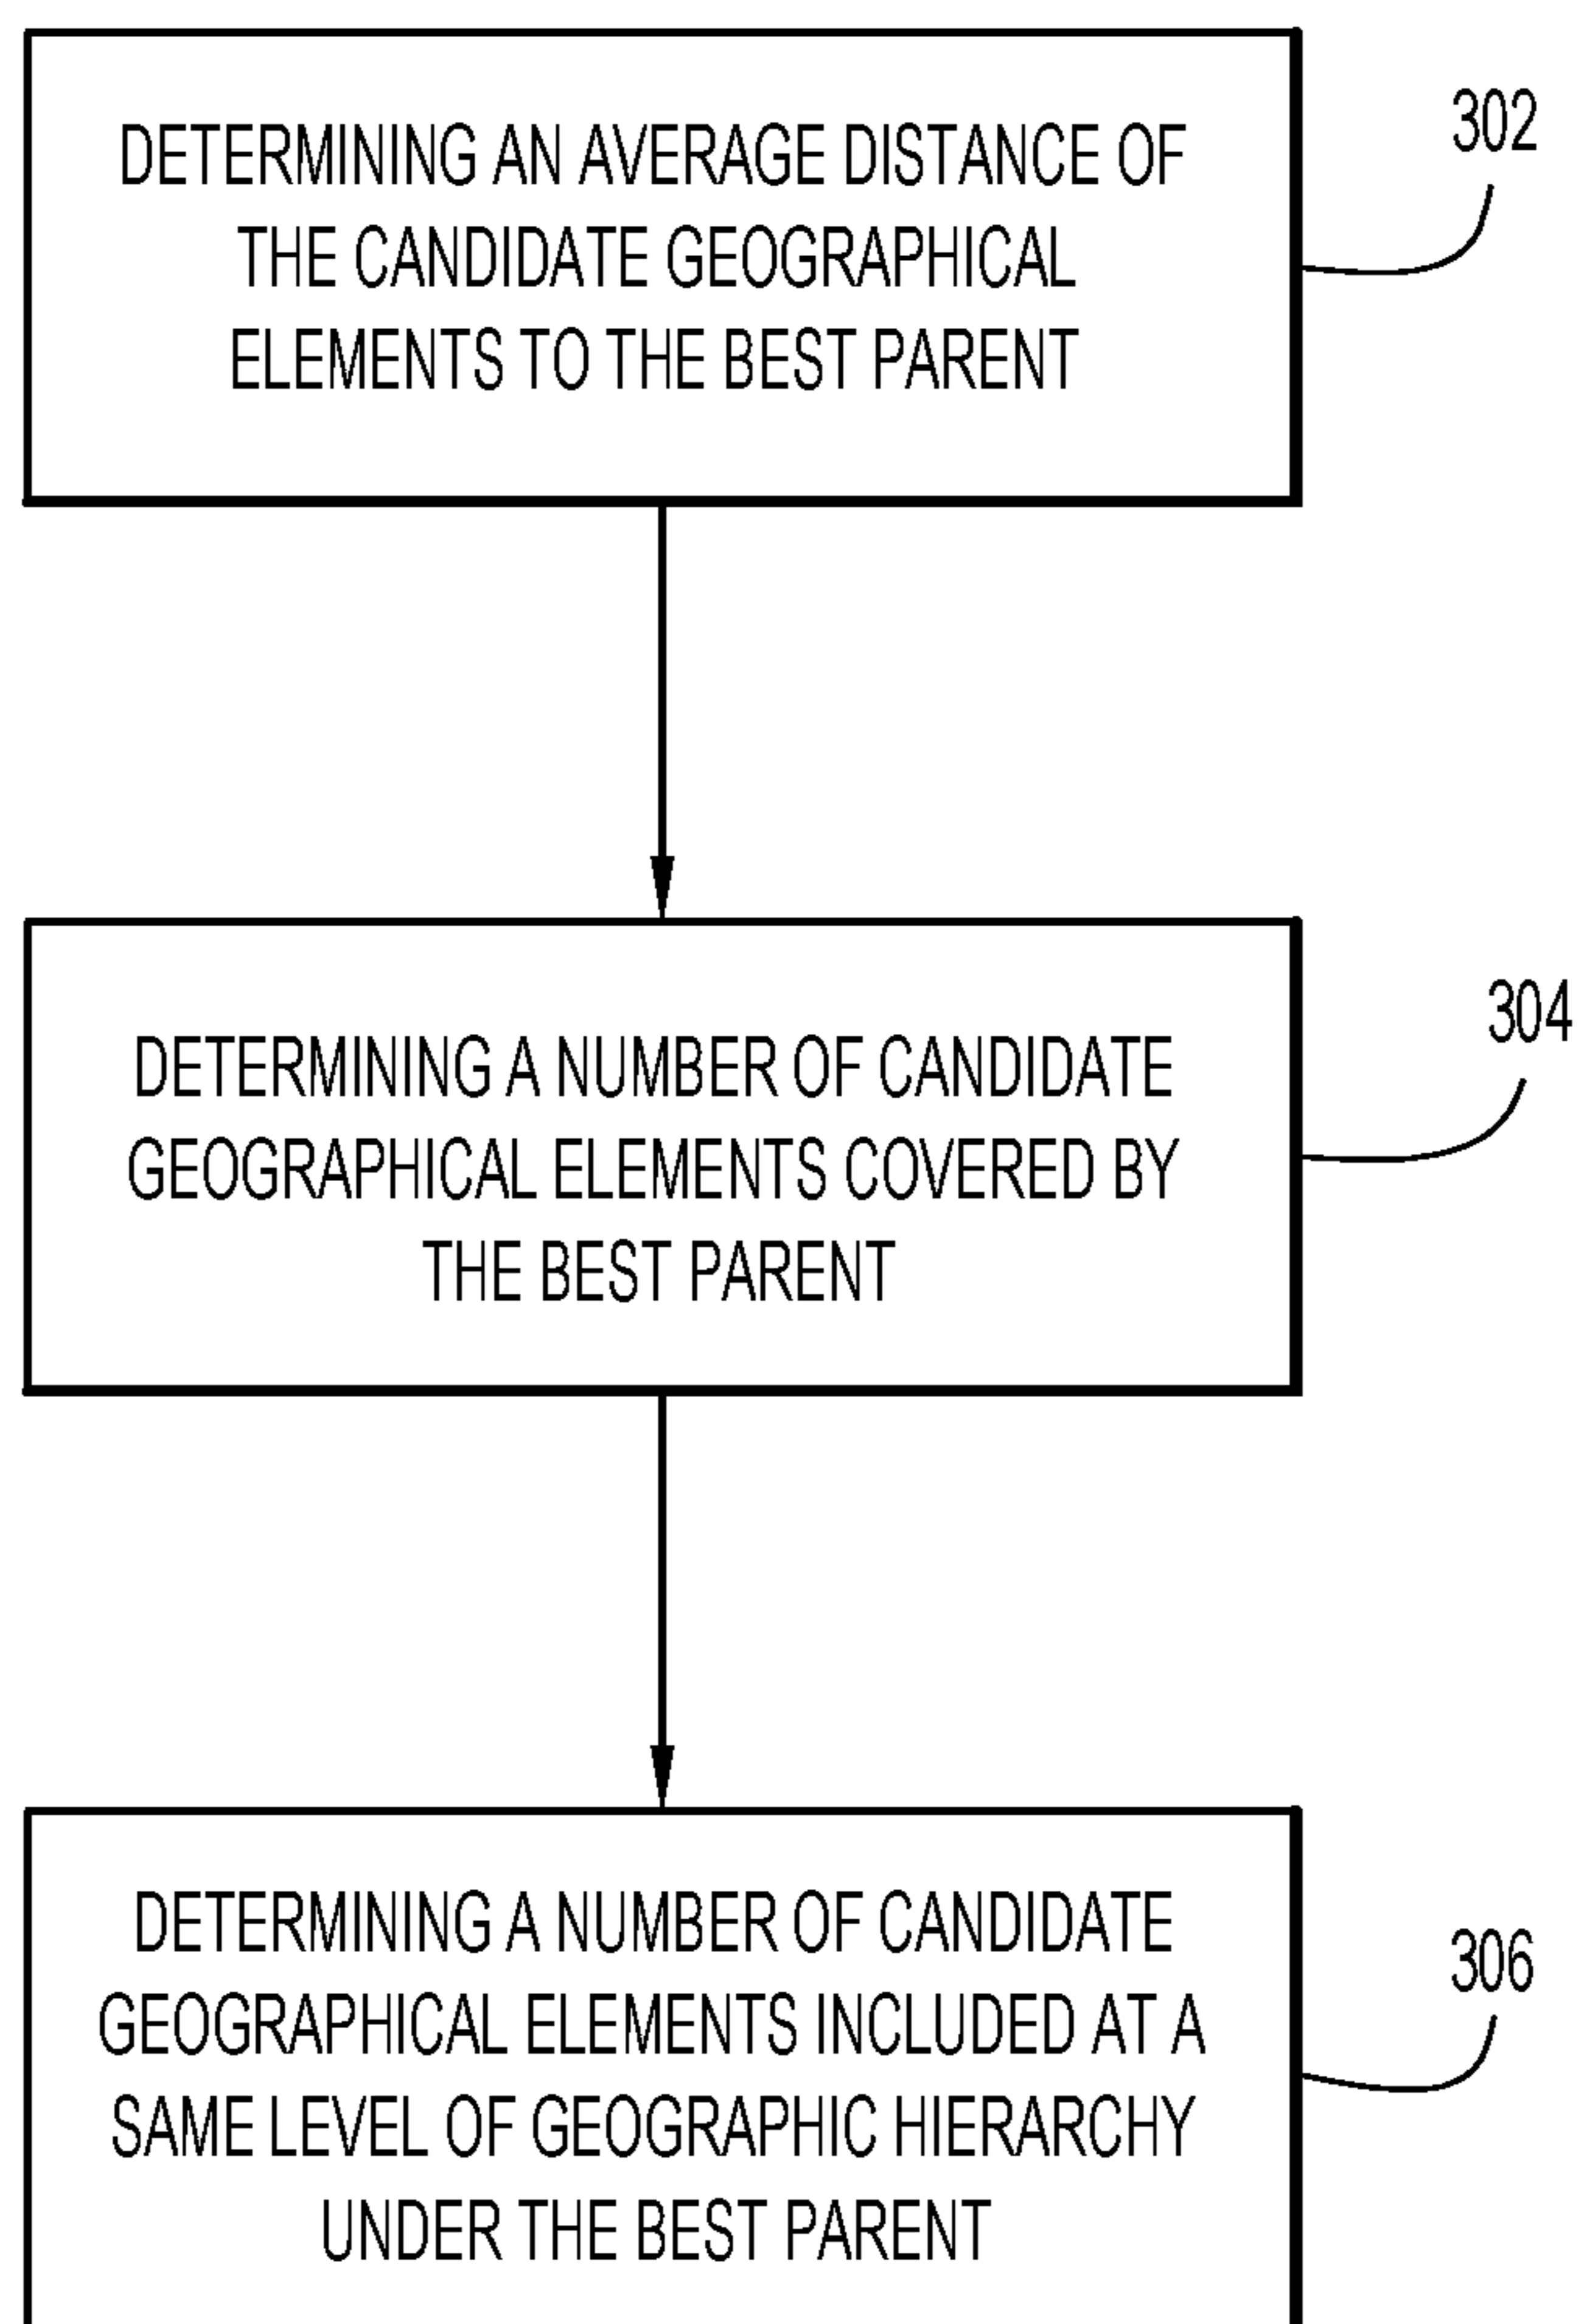 DETERMINING AN AVERAGE DISTANCE OF
THE CANDIDATE GEOGRAPHICAL
ELEMENTS TO THE BEST PARENT
302
DETERMINING A NUMBER OF CANDIDATE
GEOGRAPHICAL ELEMENTS COVERED BY
THE BEST PARENT
304
DETERMINING A NUMBER OF CANDIDATE
GEOGRAPHICAL ELEMENTS INCLUDED AT A
SAME LEVEL OF GEOGRAPHIC HIERARCHY
UNDER THE BEST PARENT
306